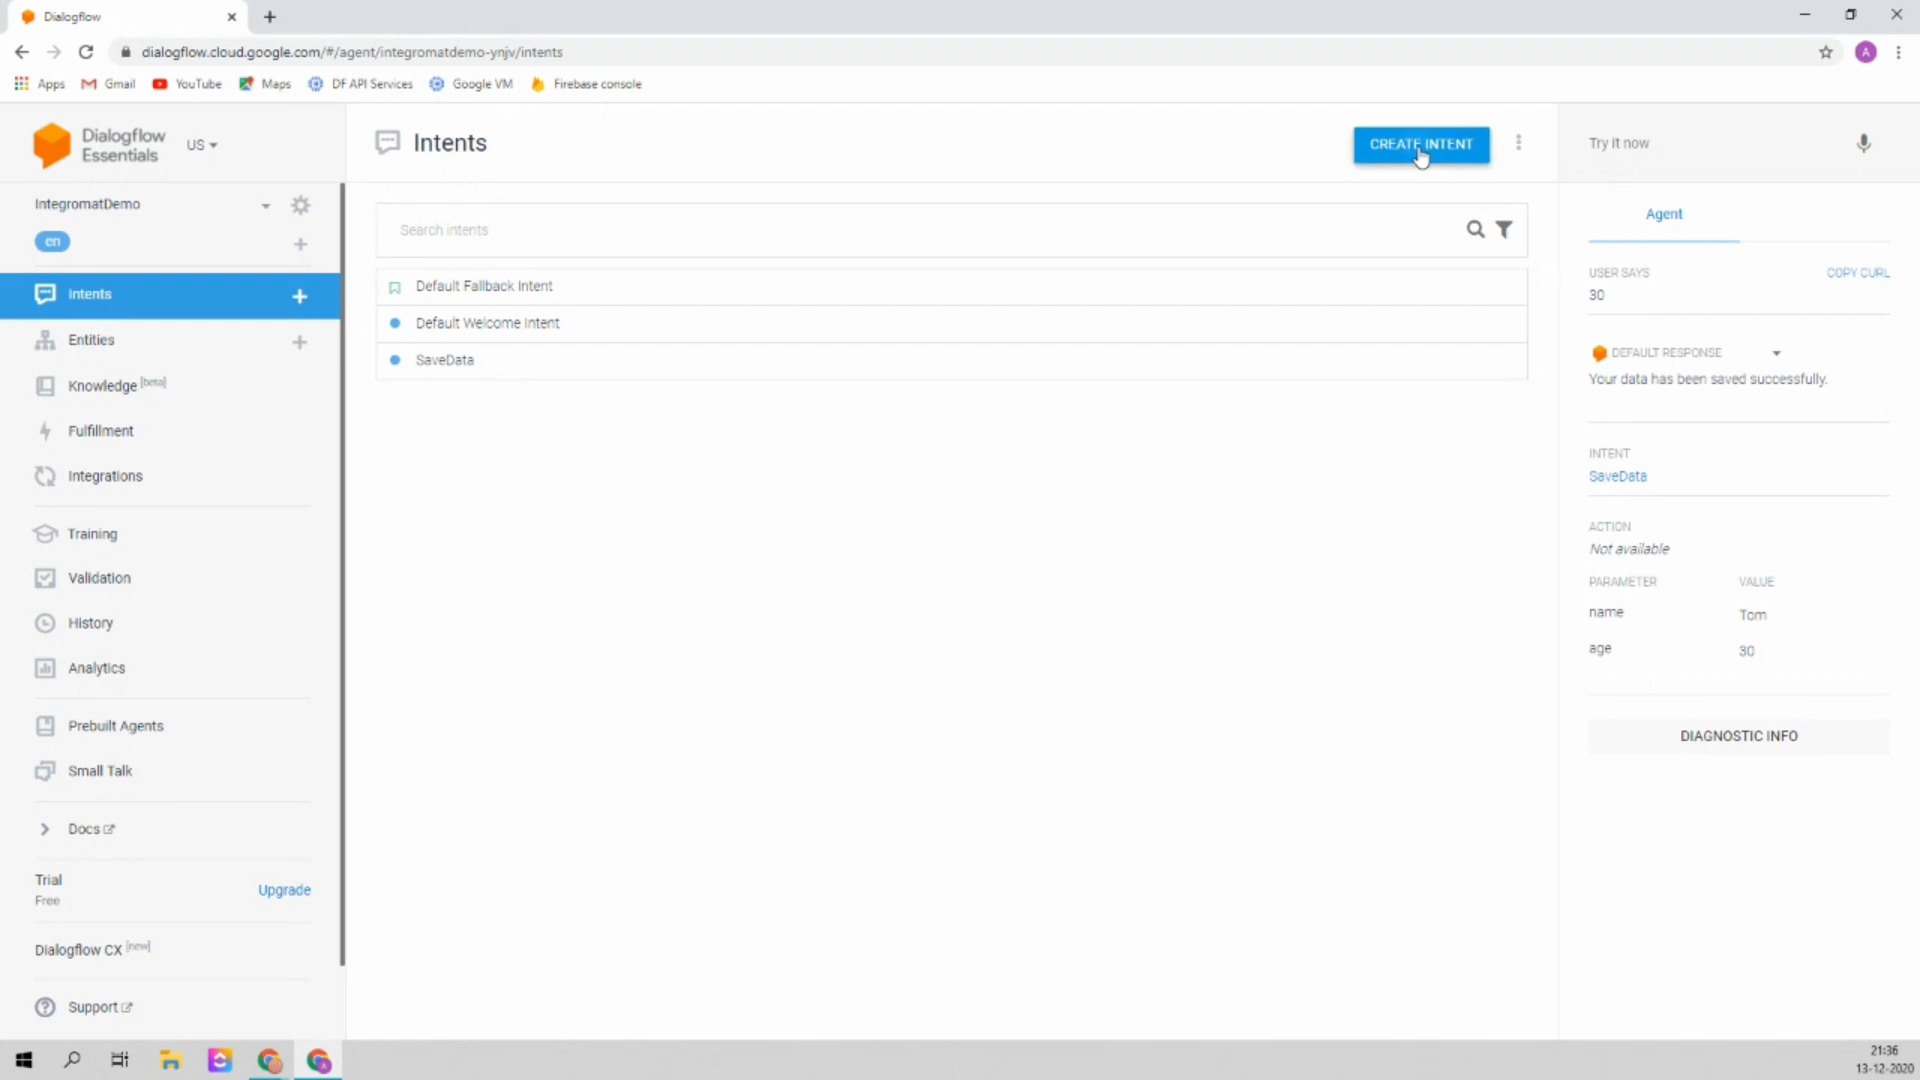 Dialogflow
dialogflow.cloud.google.com/#/agent/integromatdemo-ynjv/intents
A
Apps
Gmail
YouTube
Maps
DF API Services
Google VM
Firebase console
Dialogflow
Essentials
US
Intents
CREATE INTENT
Try it now
IntegromatDemo
en
Intents
Entities
Knowledge [beta]
Fulfillment
Integrations
Training
Validation
History
Analytics
Prebuilt Agents
Small Talk
Docs
Trial
Free
Upgrade
Dialogflow CX [new]
Support
Search intents
Default Fallback Intent
Default Welcome Intent
SaveData
Agent
USER SAYS
COPY CURL
30
DEFAULT RESPONSE
Your data has been saved successfully.
INTENT
SaveData
ACTION
Not available
PARAMETER
VALUE
name
Tom
age
30
DIAGNOSTIC INFO
21:36
13-12-2020